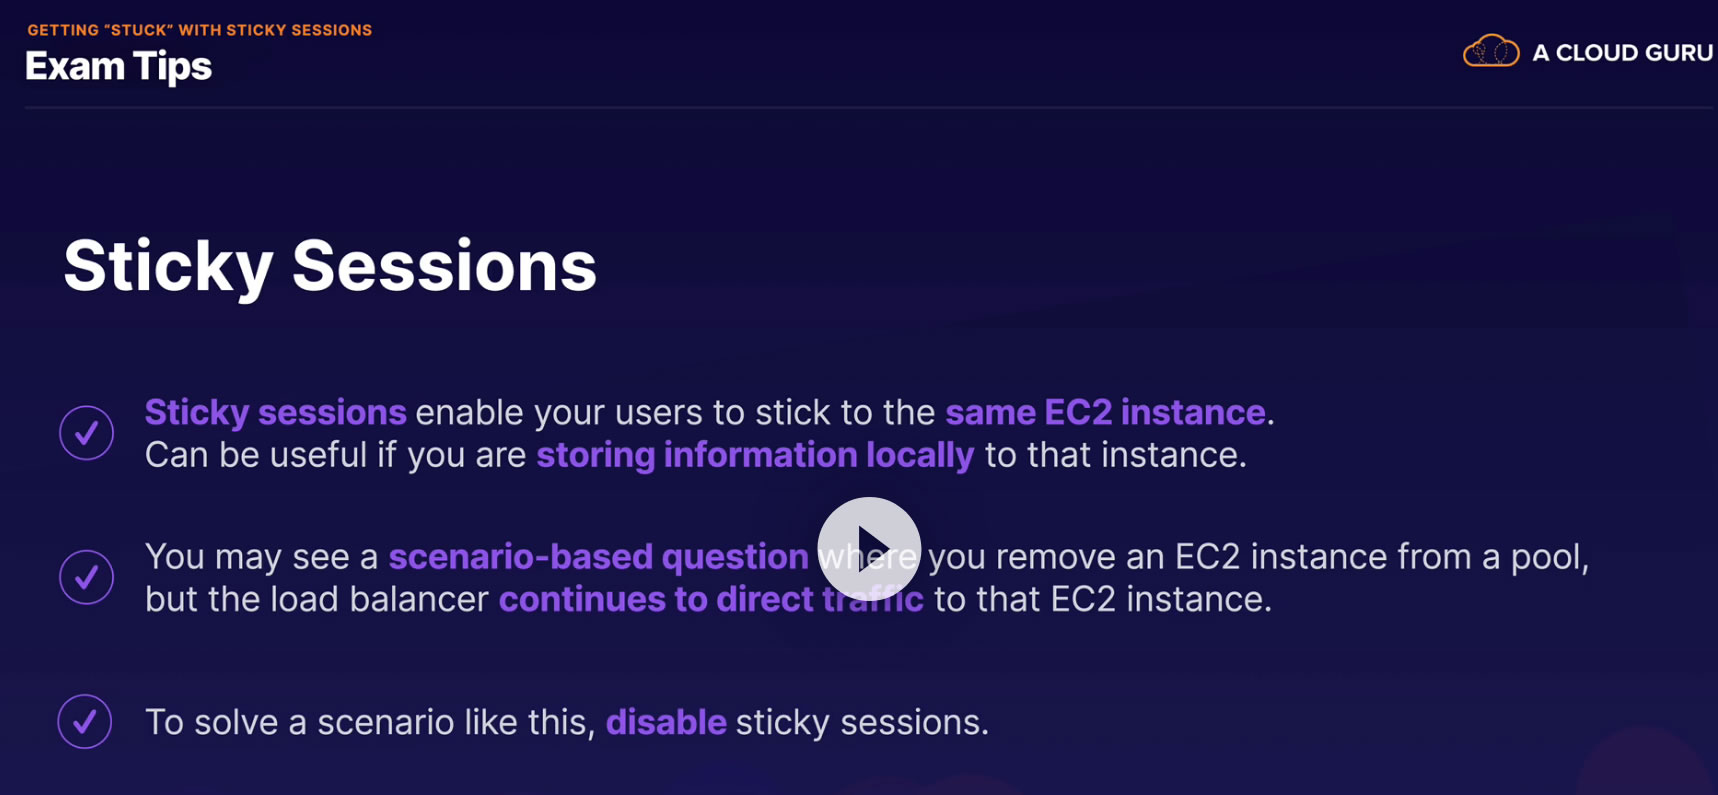 GETTING “STUCK” WITH STICKY SESSIONS
Exam Tips
A CLOUD GURU
Sticky Sessions
Sticky sessions enable your users to stick to the same EC2 instance.
Can be useful if you are storing information locally to that instance.
You may see a scenario-based question where you remove an EC2 instance from a pool,
but the load balancer continues to direct traffic to that EC2 instance.
To solve a scenario like this, disable sticky sessions.